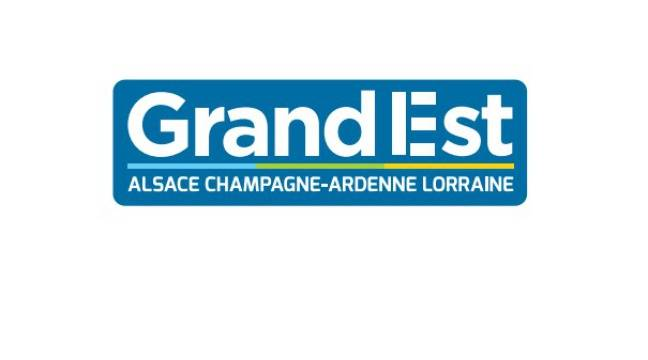 Grand Est
ALSACE CHAMPAGNE-ARDENNE LORRAINE